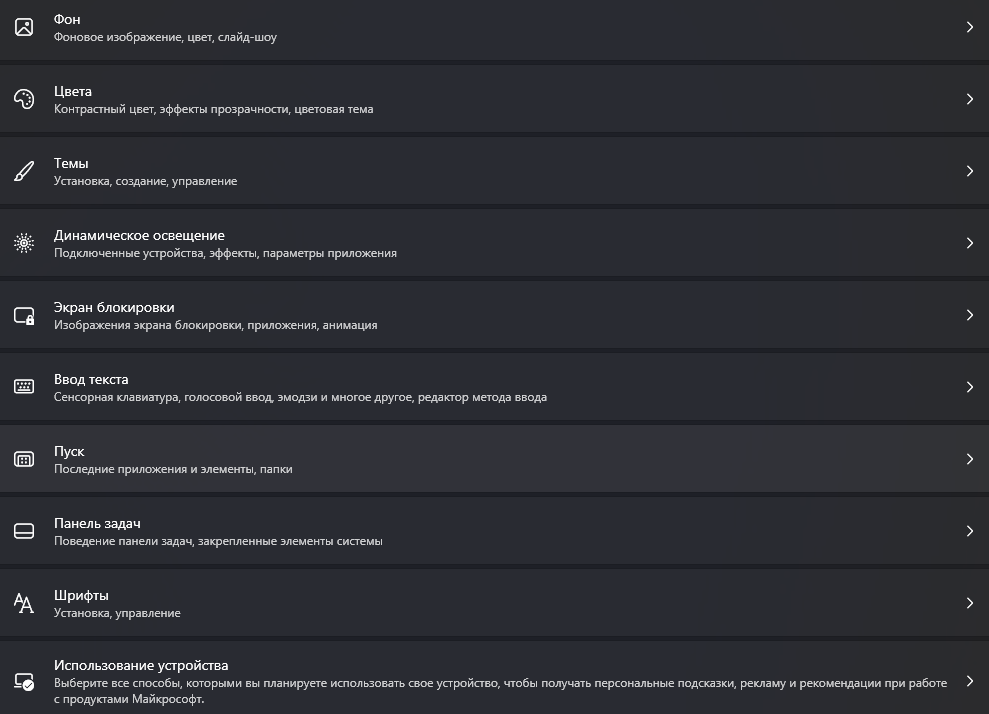 Фон
Фоновое изображение, цвет, слайд-шоу
Цвета
Контрастный цвет, эффекты прозрачности, цветовая тема
Темы
Установка, создание, управление
Динамическое освещение
Подключенные устройства, эффекты, параметры приложения
Экран блокировки
Изображения экрана блокировки, приложения, анимация
Ввод текста
Сенсорная клавиатура, голосовой ввод, эмодзи и многое другое, редактор метода ввода
Пуск
Последние приложения и элементы, папки
Панель задач
Поведение панели задач, закрепленные элементы системы
Шрифты
Установка, управление
Использование устройства
Выберите все способы, которыми вы планируете использовать свое устройство, чтобы получать персональные подсказки, рекламу и рекомендации при работе
с продуктами Майкрософт.